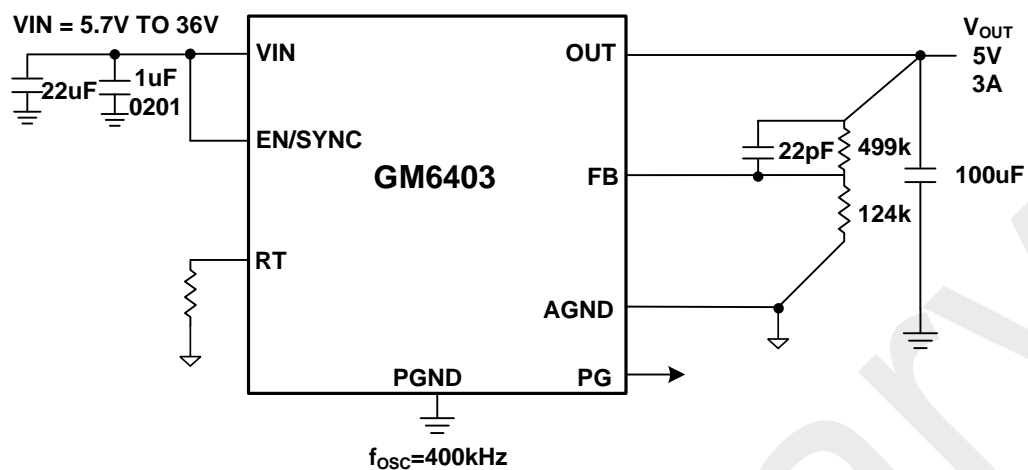 VIN = 5.7V TO 36V
22uF
1uF
0201
VIN
EN/SYNC
RT
GM6403
OUT
FB
AGND
PG
PGND
fOSC=400kHz
VOUT
5V
3A
22pF
499k
124k
100uF